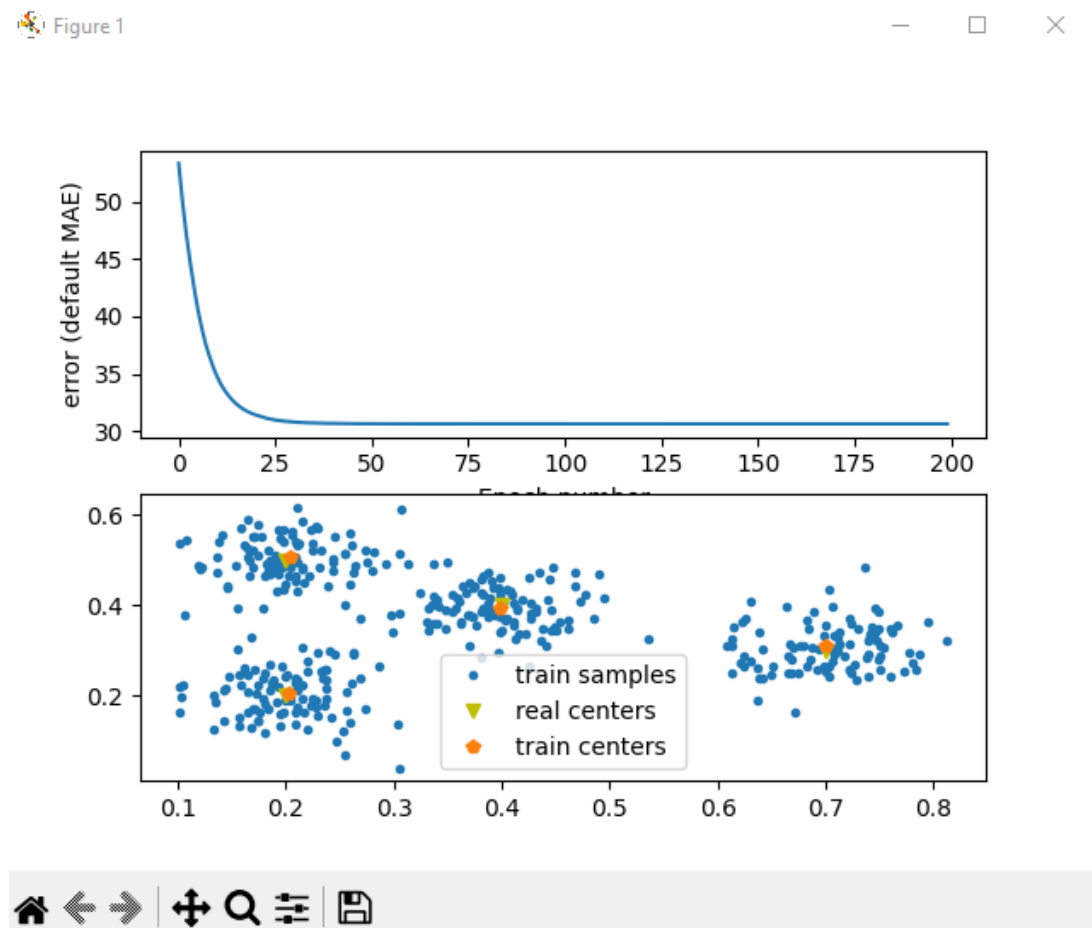 Figure 1
error (default MAE)
50
45
40
35
30
0 25 50 75 100 125 150 175 200
Epoch number
0.6
0.4
0.2
train samples
real centers
train centers
0.1 0.2 0.3 0.4 0.5 0.6 0.7 0.8